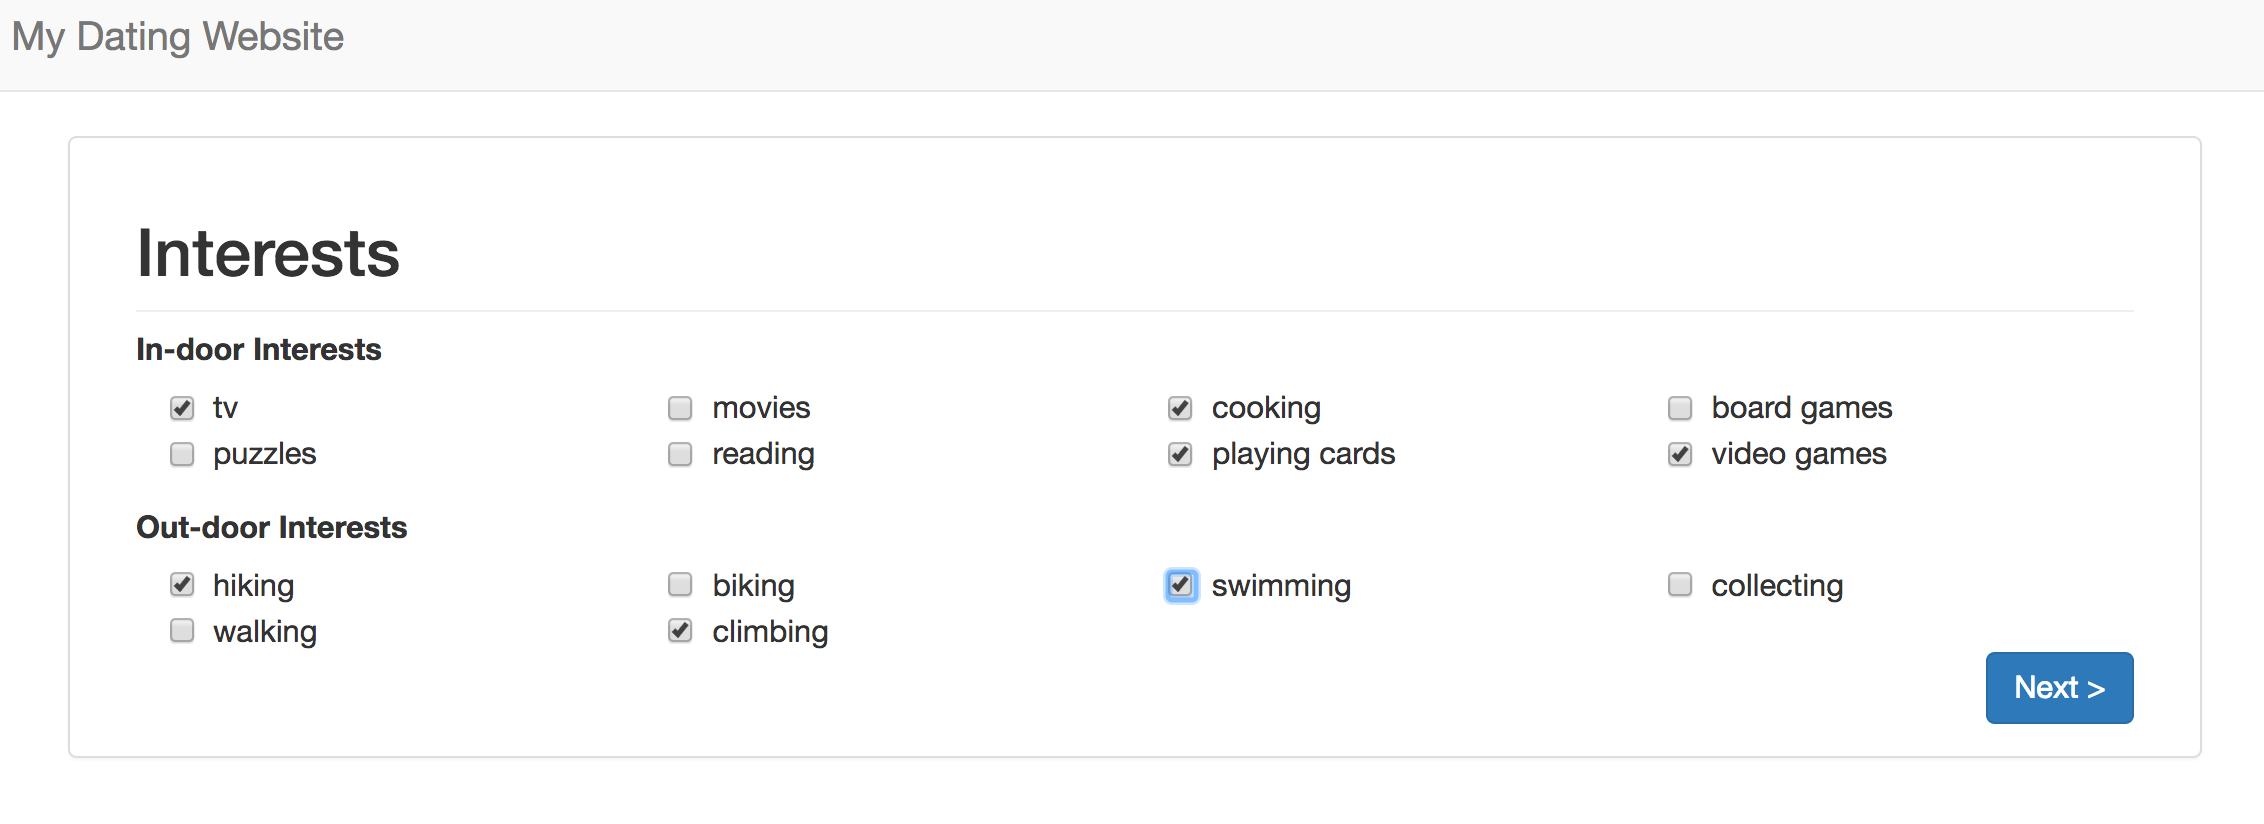 My Dating Website
Interests
In-door Interests
tv movies cooking board games
puzzles reading playing cards video games
Out-door Interests
hiking biking swimming collecting
walking climbing
Next >